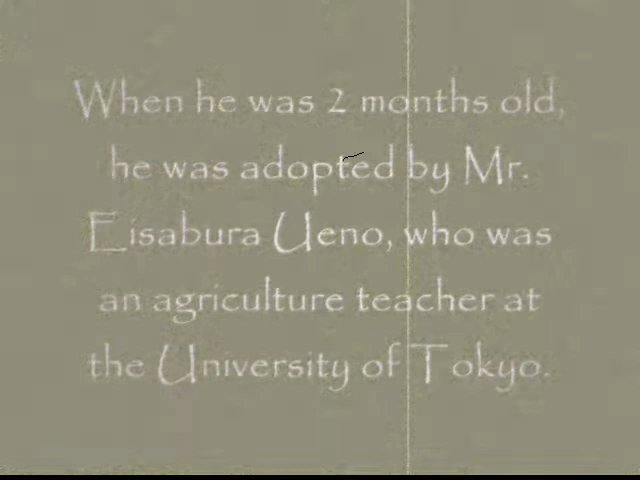 When he was 2 months old,
he was adopted by Mr.
Eisabura Ueno, who was
an agriculture teacher at
the University of Tokyo.